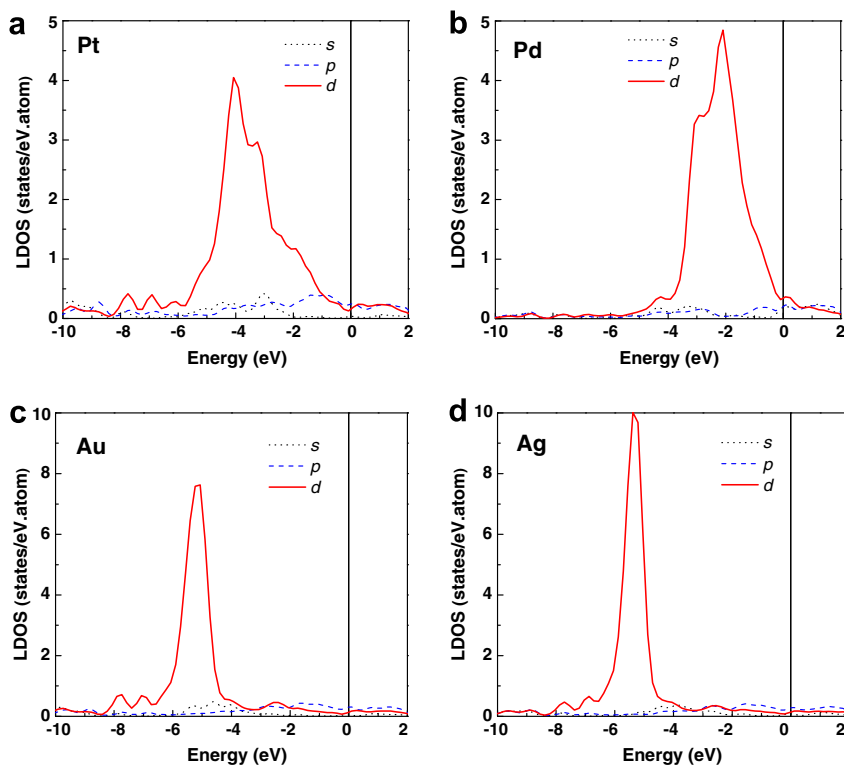 a
Pt
s
p
d
5
4
3
2
1
0
LDOS (states/eV.atom)
-10 -8 -6 -4 -2 0 2
Energy (eV)
b
Pd
s
p
d
5
4
3
2
1
0
LDOS (states/eV.atom)
-10 -8 -6 -4 -2 0 2
Energy (eV)
c
Au
s
p
d
10
8
6
4
2
0
LDOS (states/eV.atom)
-10 -8 -6 -4 -2 0 2
Energy (eV)
d
Ag
s
p
d
10
8
6
4
2
0
LDOS (states/eV.atom)
-10 -8 -6 -4 -2 0 2
Energy (eV)